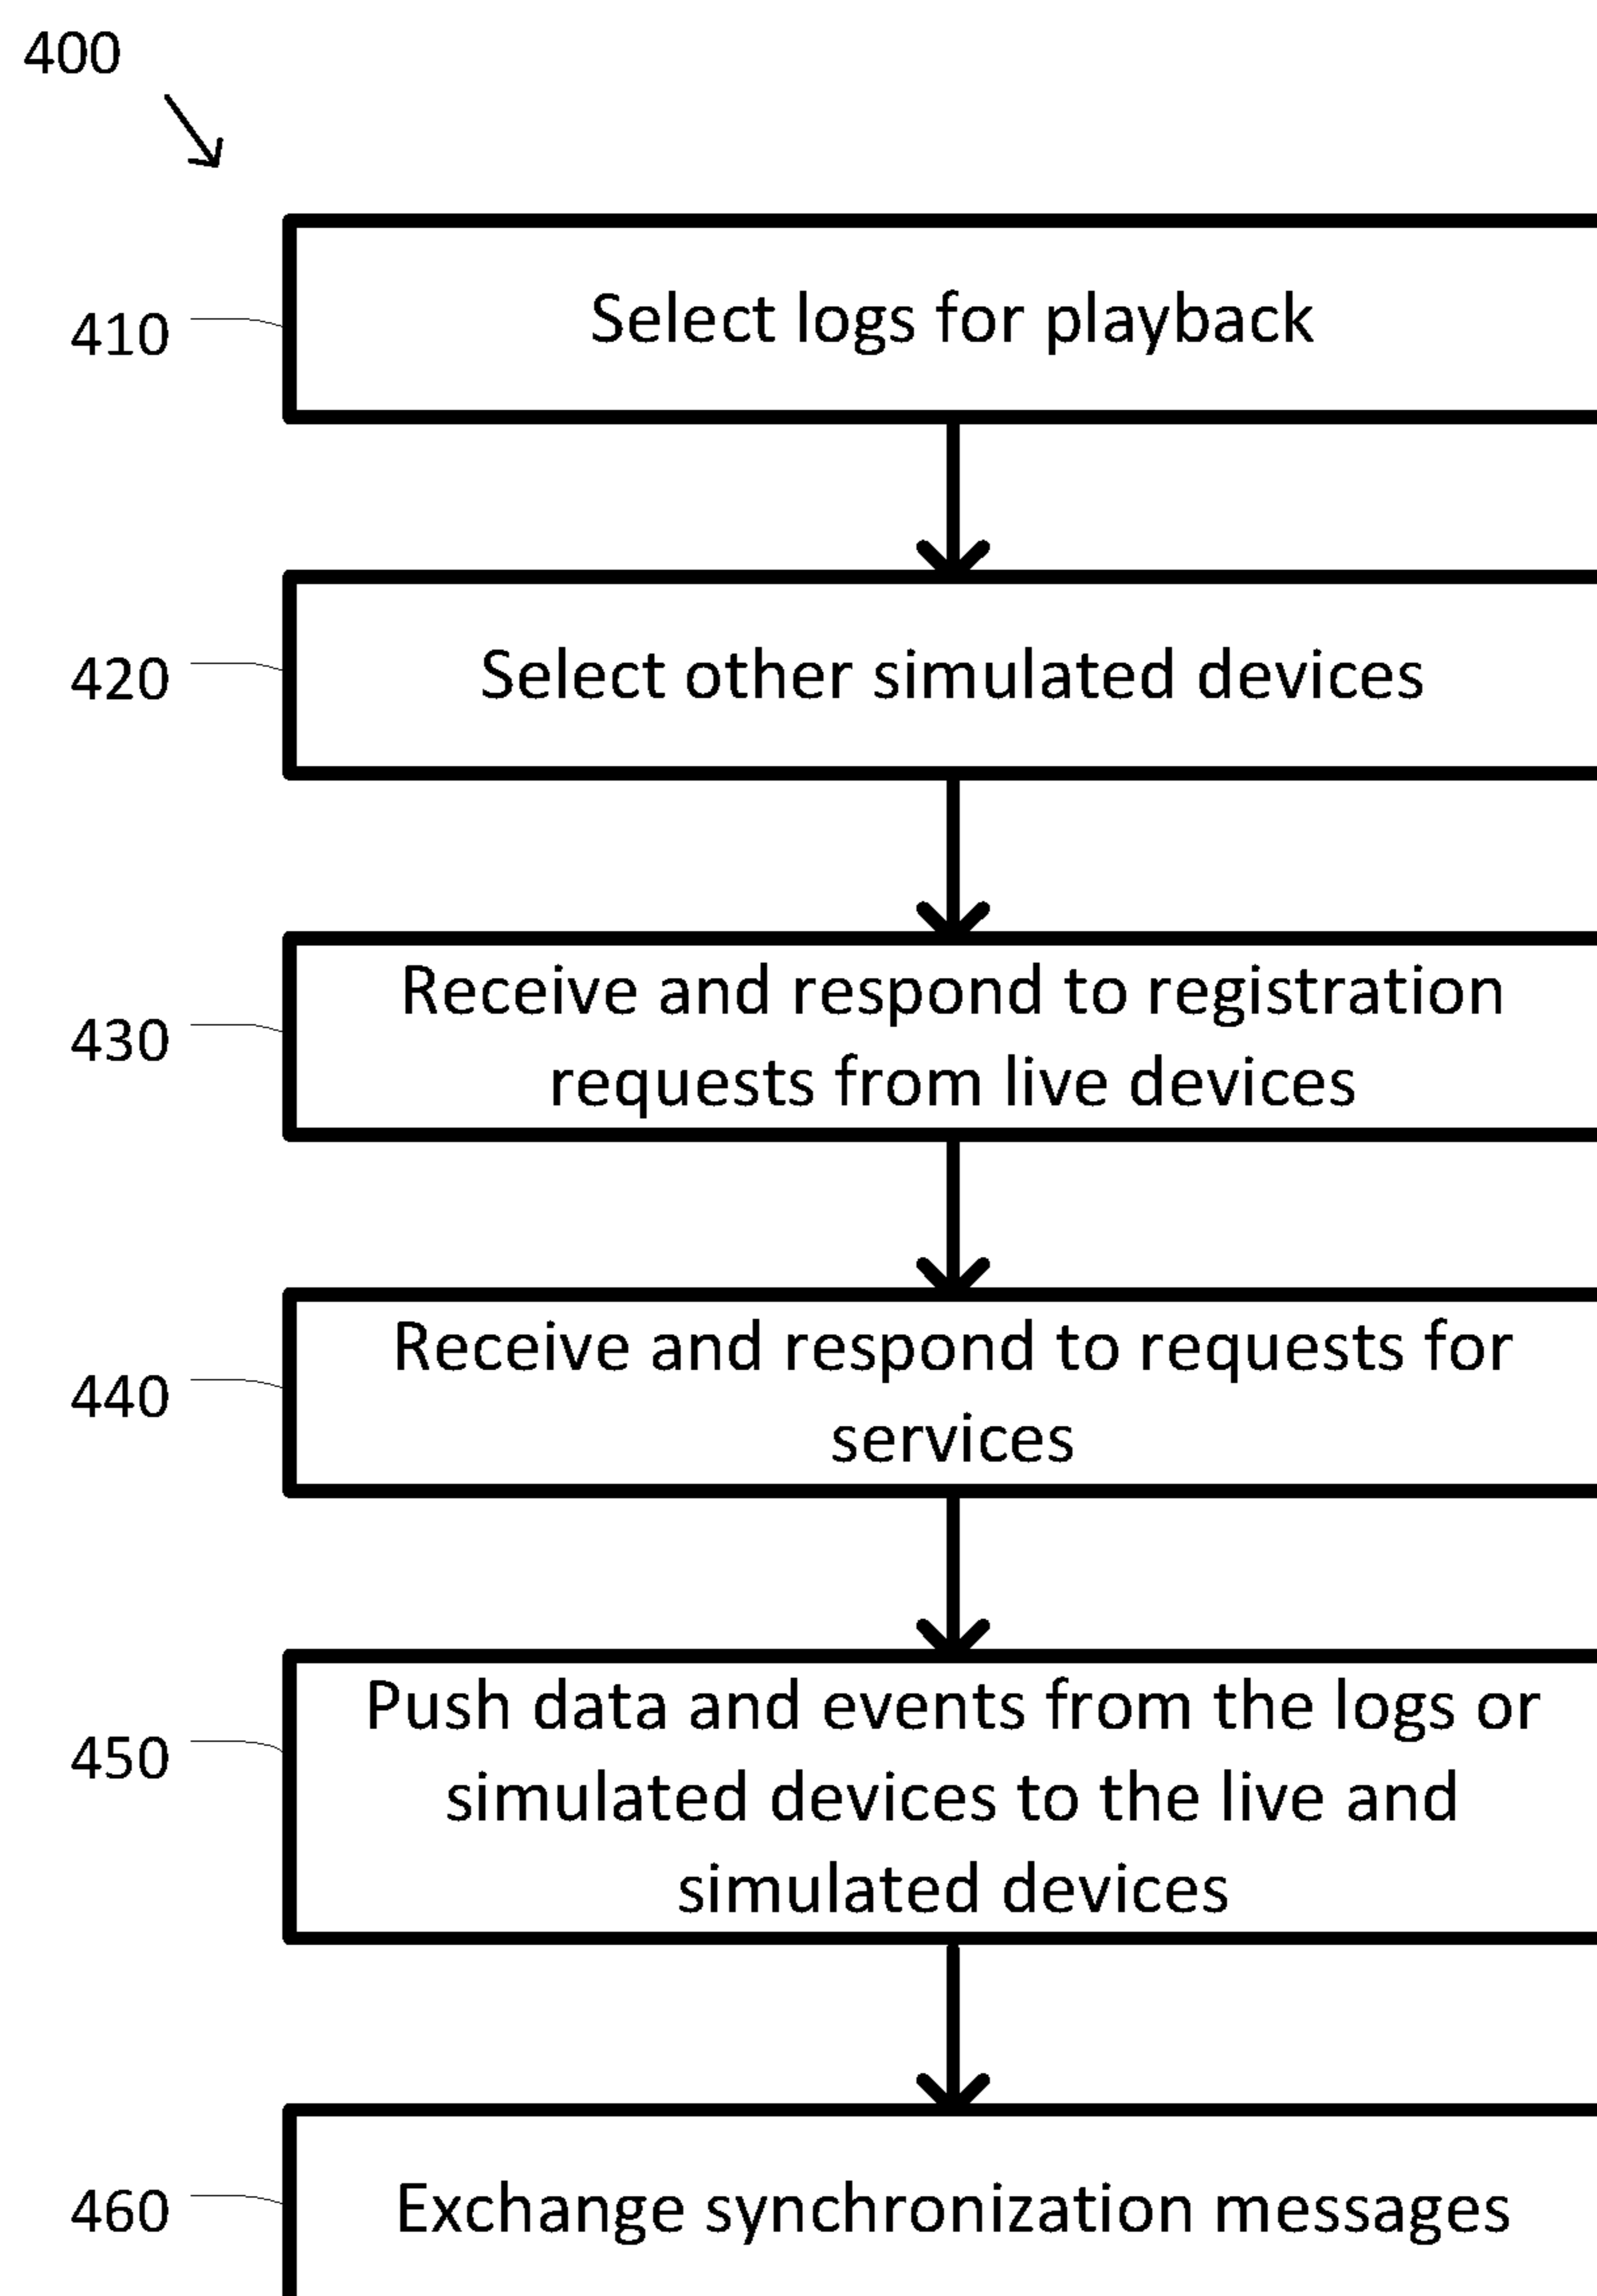 400
410
Select logs for playback
420
Select other simulated devices
430
Receive and respond to registration
requests from live devices
440
Receive and respond to requests for
services
450
Push data and events from the logs or
simulated devices to the live and
simulated devices
460
Exchange synchronization messages